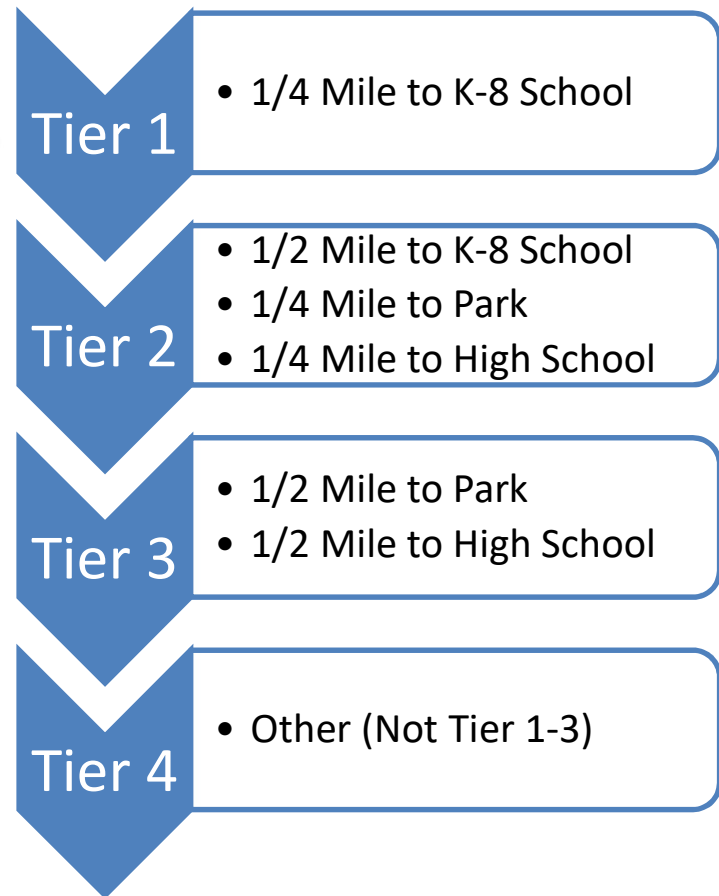 Tier 1
• 1/4 Mile to K-8 School
Tier 2
• 1/2 Mile to K-8 School
• 1/4 Mile to Park
• 1/4 Mile to High School
Tier 3
• 1/2 Mile to Park
• 1/2 Mile to High School
Tier 4
• Other (Not Tier 1-3)